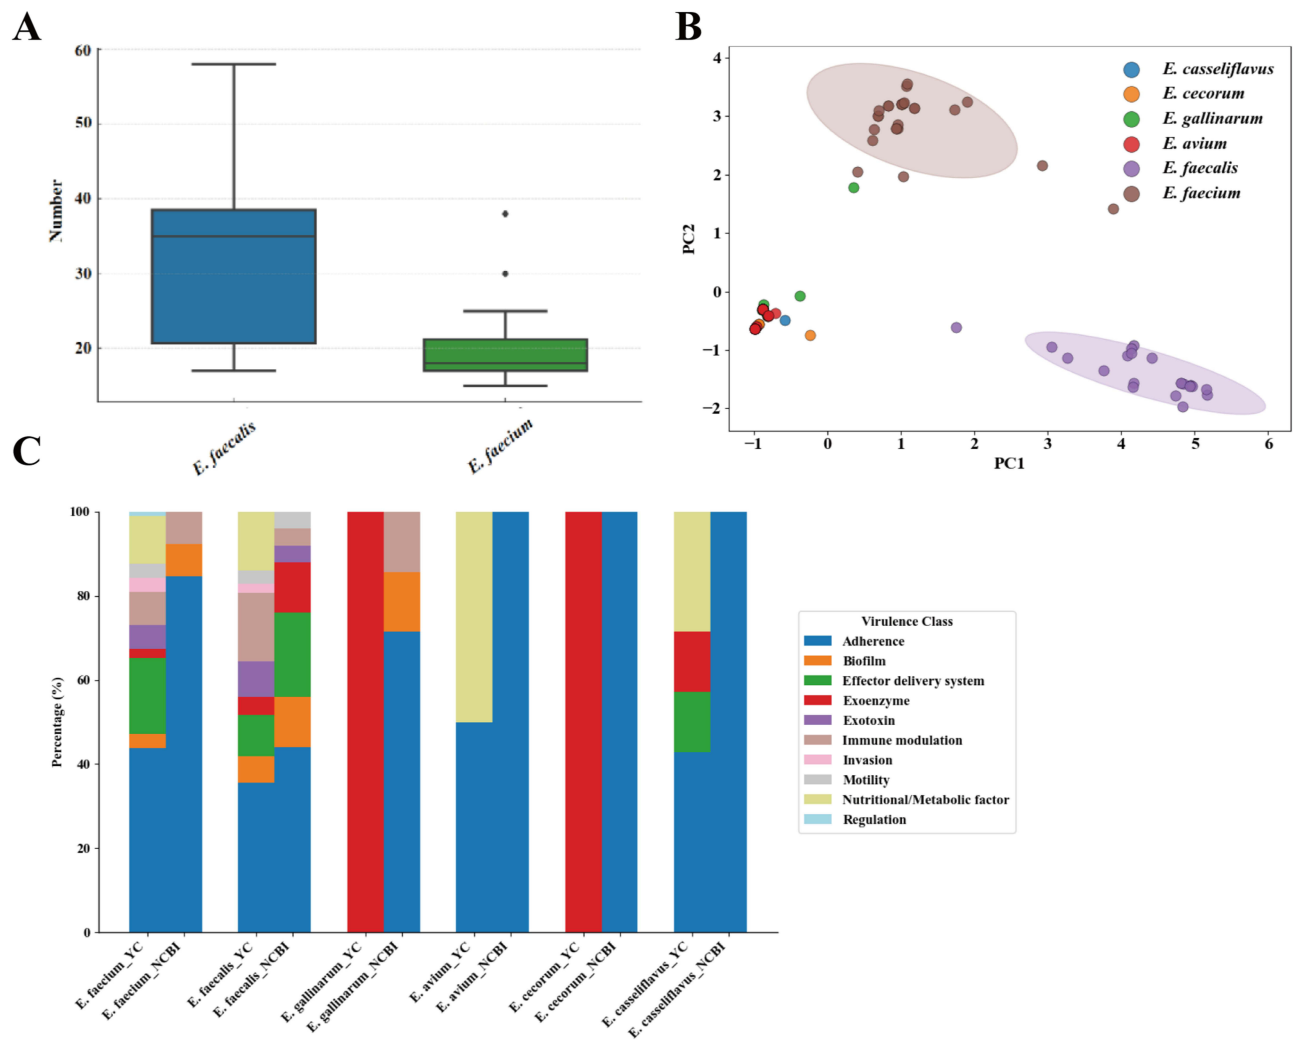 A
60
50
40
30
20
Number
E. faecalis
E. faecium
B
4
3
2
1
0
−1
−2
PC2
−1 0 1 2 3 4 5 6
PC1
E. casseliflavus
E. cecorum
E. gallinarum
E. avium
E. faecalis
E. faecium
C
100
80
60
40
20
0
Percentage (%)
E. faecium_YC
E. faecium_NCBI
E. faecalis_YC
E. faecalis_NCBI
E. gallinarum_YC
E. gallinarum_NCBI
E. avium_YC
E. avium_NCBI
E. cecorum_YC
E. cecorum_NCBI
E. casseliflavus_YC
E. casseliflavus_NCBI
Virulence Class
Adherence
Biofilm
Effector delivery system
Exoenzyme
Exotoxin
Immune modulation
Invasion
Motility
Nutritional/Metabolic factor
Regulation